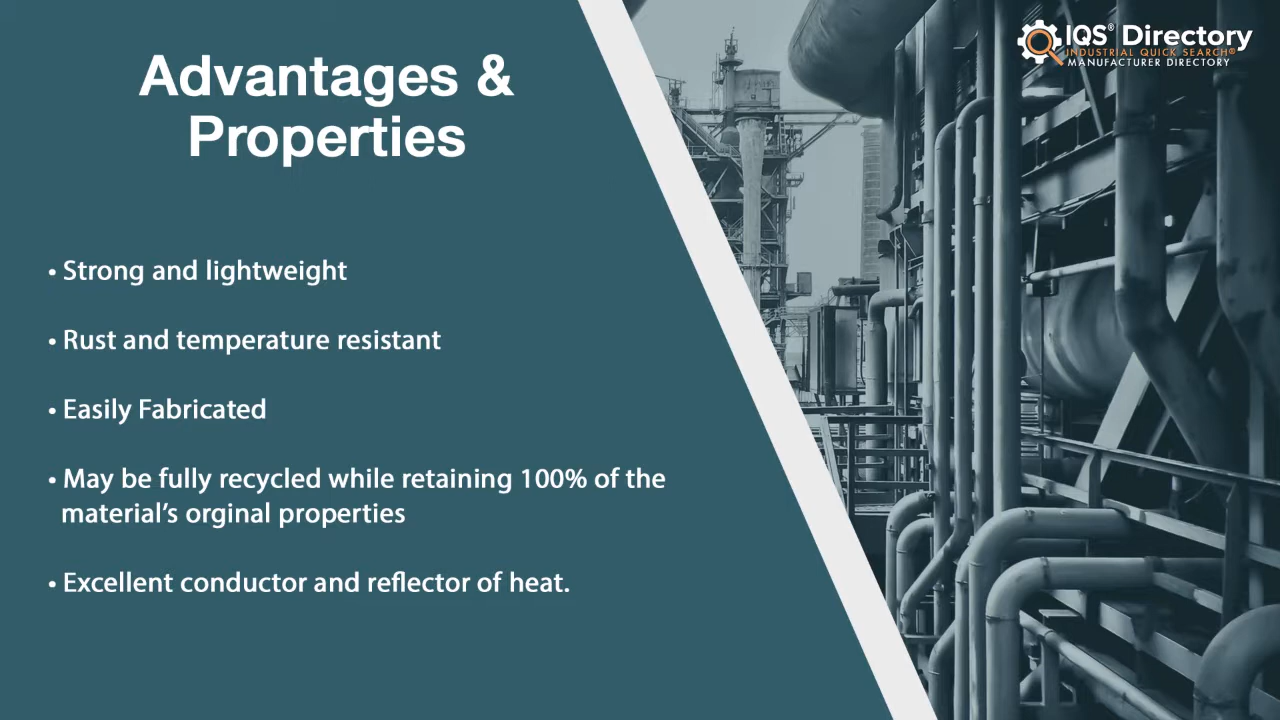 Advantages &
Properties
• Strong and lightweight
• Rust and temperature resistant
• Easily Fabricated
• May be fully recycled while retaining 100% of the
material's orginal properties
• Excellent conductor and reflector of heat.
IQS® Directory
INDUSTRIAL QUICK SEARCH®
MANUFACTURER DIRECTORY